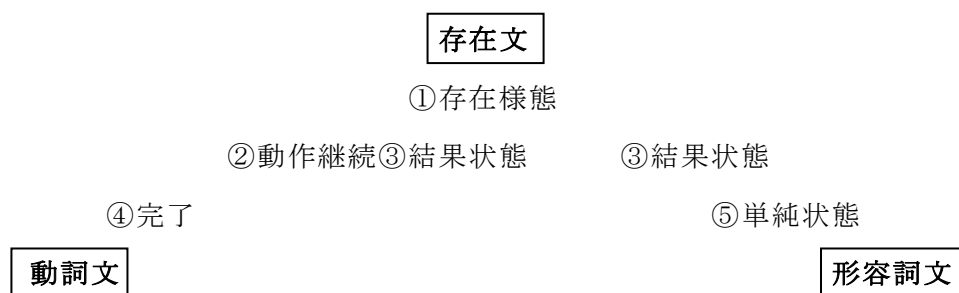 存在文
①存在様態
②動作継続③結果状態 ③結果状態
④完了 ⑤単純状態
動詞文 形容詞文